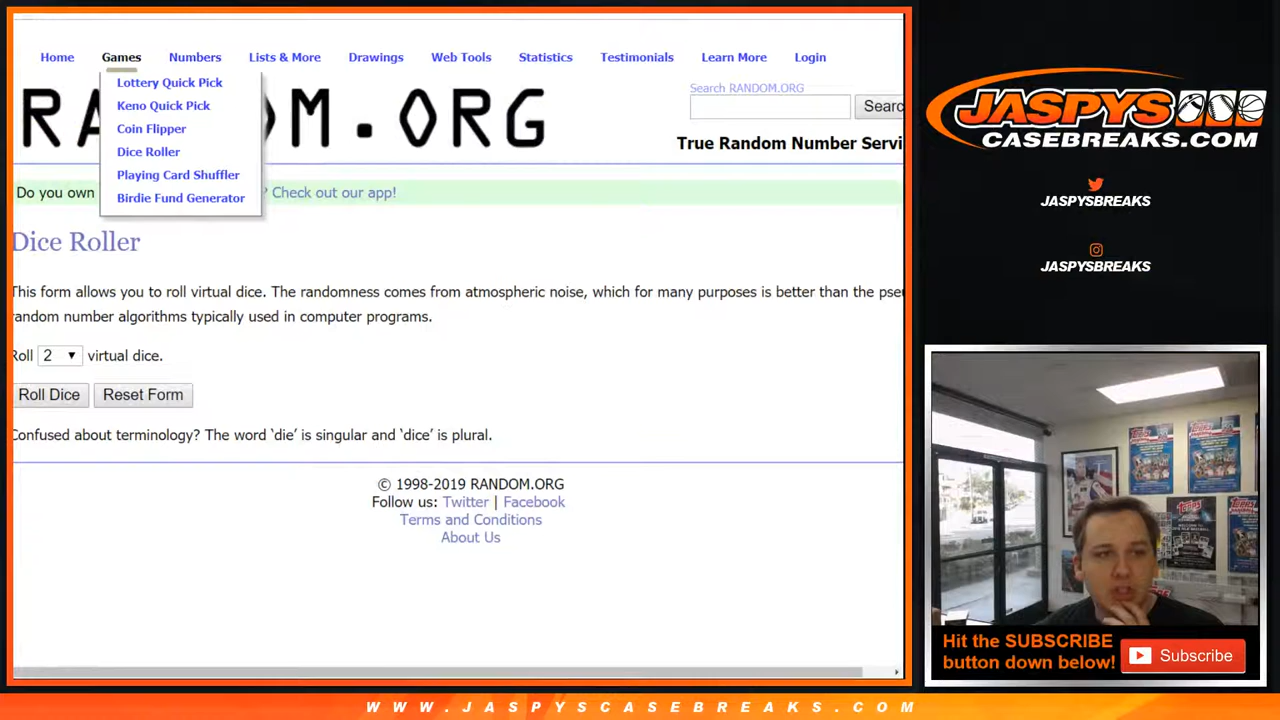 Home Games Numbers Lists & More Drawings Web Tools Statistics Testimonials Learn More Login
Lottery Quick Pick
Keno Quick Pick
Coin Flipper
Dice Roller
Playing Card Shuffler
Birdie Fund Generator
Search RANDOM.ORG
Searc
RA OM.ORG
True Random Number Servi
Do you own ? Check out our app!
Dice Roller
This form allows you to roll virtual dice. The randomness comes from atmospheric noise, which for many purposes is better than the pseu
random number algorithms typically used in computer programs.
Roll 2 ▼ virtual dice.
Roll Dice Reset Form
Confused about terminology? The word ‘die’ is singular and ‘dice’ is plural.
© 1998-2019 RANDOM.ORG
Follow us: Twitter | Facebook
Terms and Conditions
About Us
JASPYS
CASEBREAKS.COM
JASPYSBREAKS
JASPYSBREAKS
Hit the SUBSCRIBE
button down below!
Subscribe
WWW.JASPYSCASEBREAKS.COM